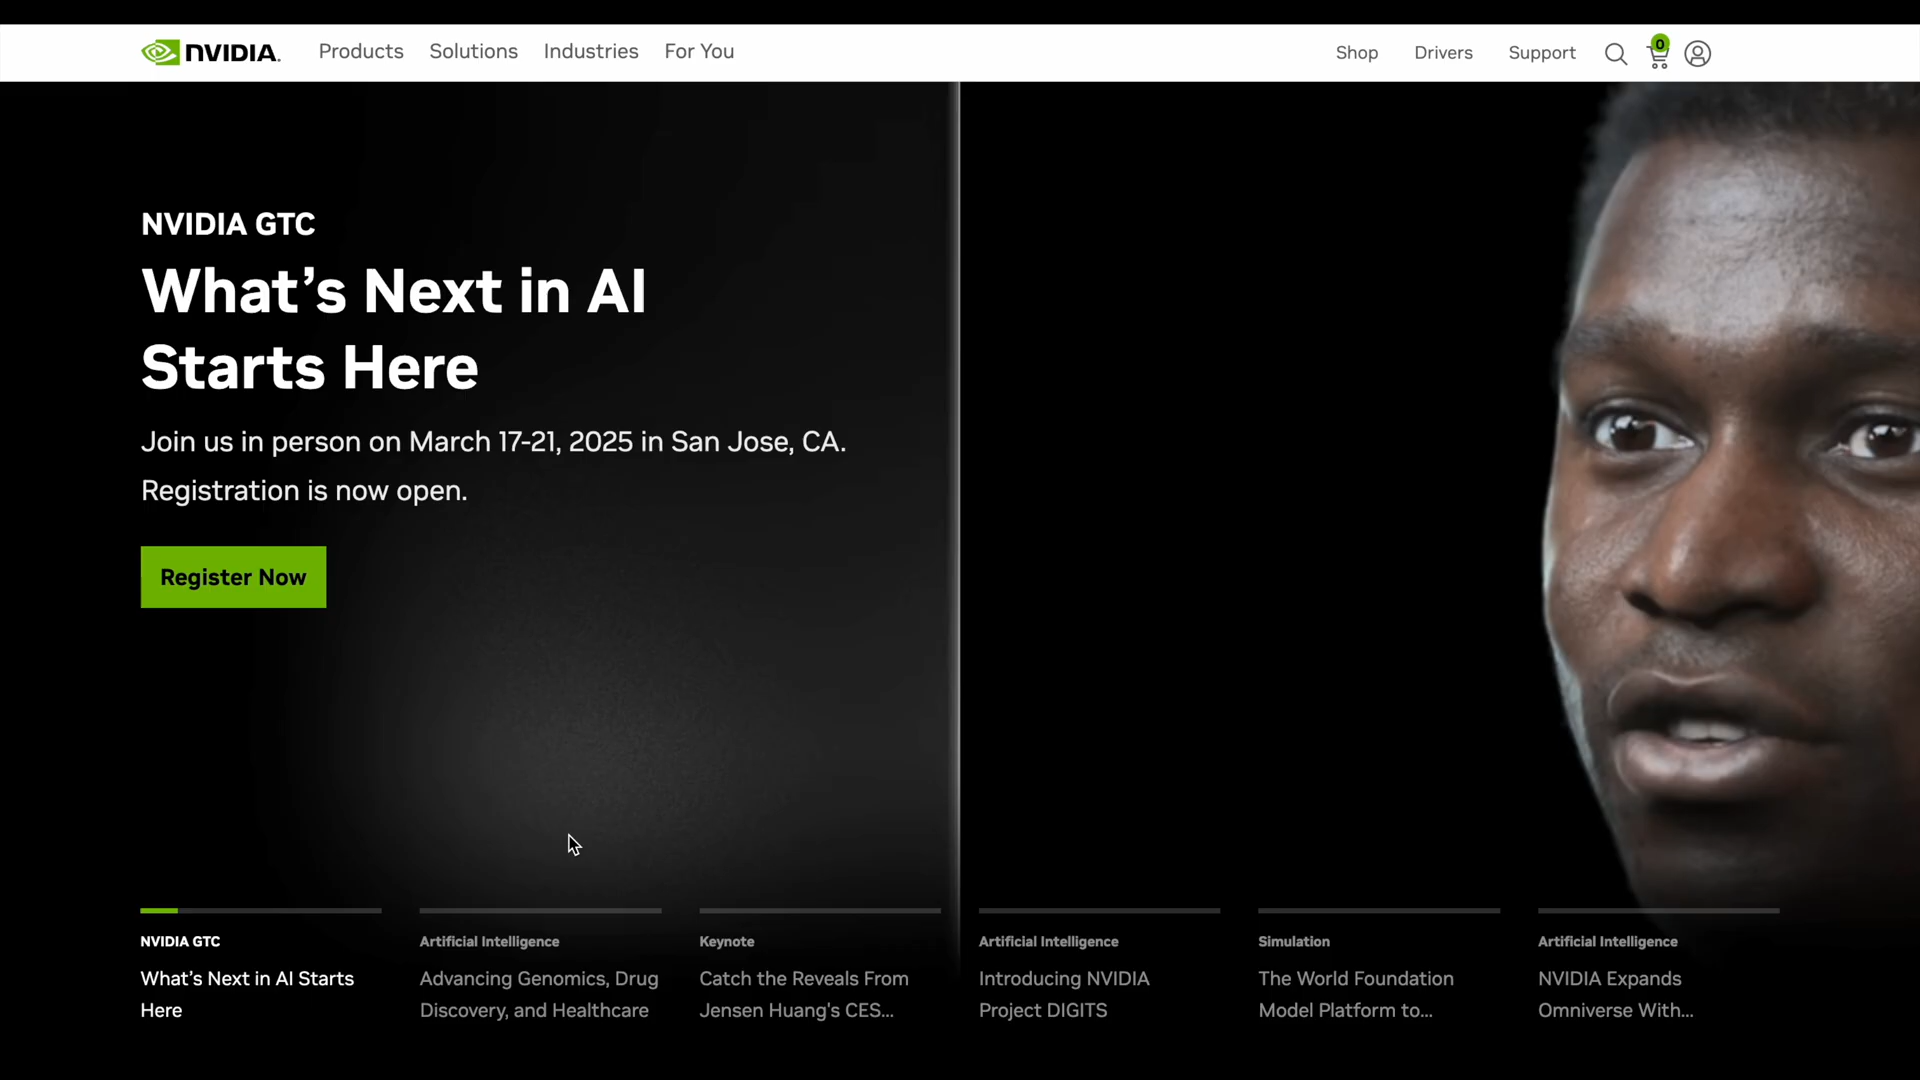 NVIDIA.
Products
Solutions
Industries
For You
Shop
Drivers
Support
0
NVIDIA GTC
What’s Next in AI
Starts Here
Join us in person on March 17-21, 2025 in San Jose, CA.
Registration is now open.
Register Now
NVIDIA GTC
What’s Next in AI Starts
Here
Artificial Intelligence
Advancing Genomics, Drug
Discovery, and Healthcare
Keynote
Catch the Reveals From
Jensen Huang's CES...
Artificial Intelligence
Introducing NVIDIA
Project DIGITS
Simulation
The World Foundation
Model Platform to...
Artificial Intelligence
NVIDIA Expands
Omniverse With...